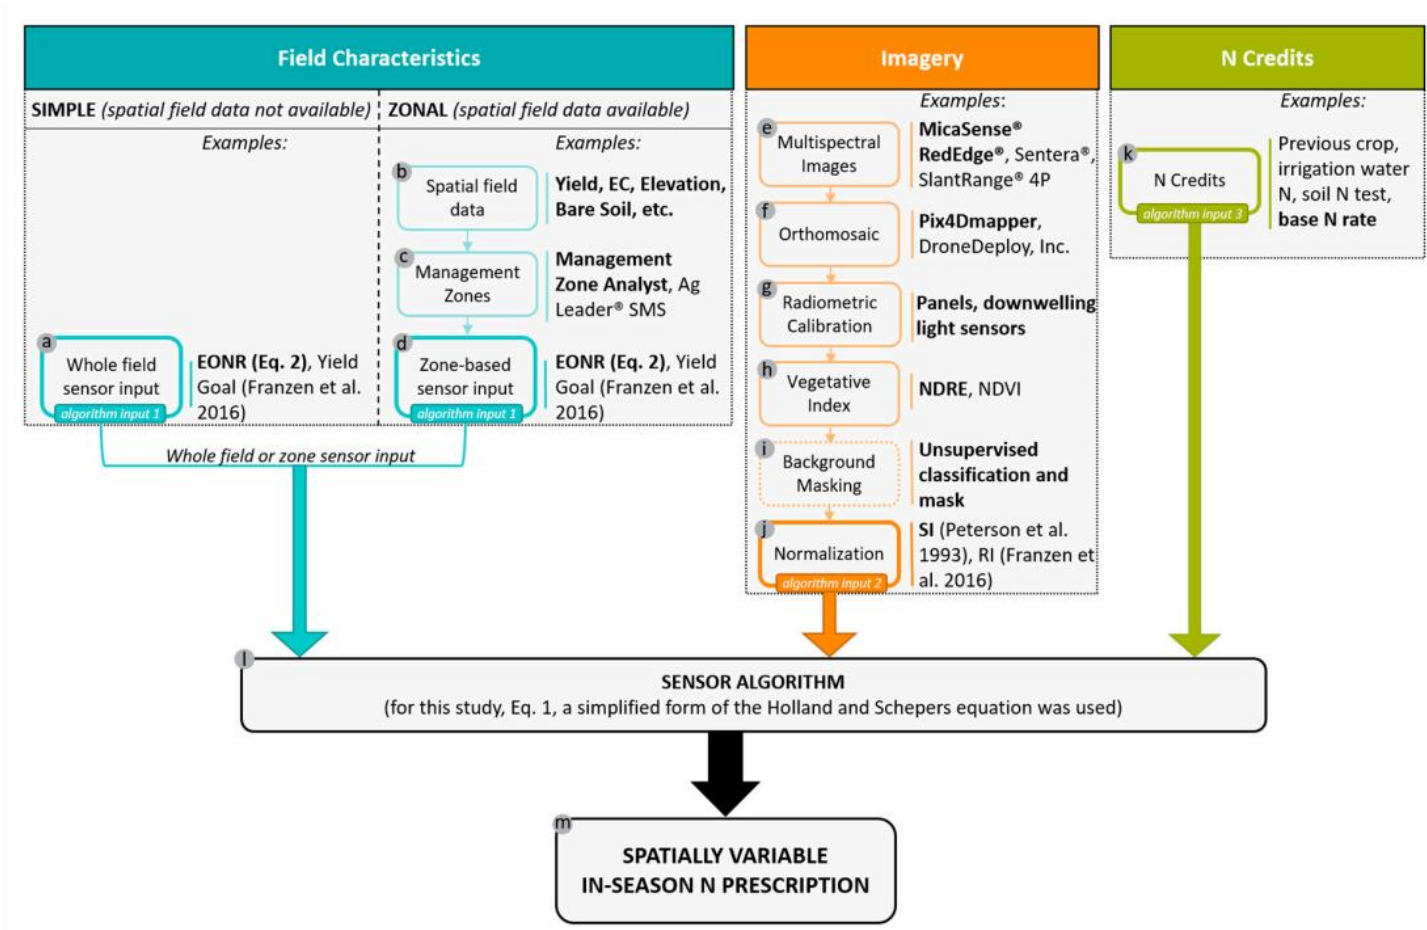 Field Characteristics
SIMPLE (spatial field data not available)
Examples:
a
Whole field
sensor input
algorithm input 1
EONR (Eq. 2), Yield
Goal (Franzen et al.
2016)
ZONAL (spatial field data available)
Examples:
b
Spatial field
data
Yield, EC, Elevation,
Bare Soil, etc.
c
Management
Zones
Management
Zone Analyst, Ag
Leader® SMS
d
Zone-based
sensor input
algorithm input 1
EONR (Eq. 2), Yield
Goal (Franzen et al.
2016)
Whole field or zone sensor input
Imagery
Examples:
e
Multispectral
Images
MicaSense®
RedEdge®, Sentera®,
SlantRange® 4P
f
Orthomosaic
Pix4Dmapper,
DroneDeploy, Inc.
g
Radiometric
Calibration
Panels, downwelling
light sensors
h
Vegetative
Index
NDRE, NDVI
i
Background
Masking
Unsupervised
classification and
mask
j
Normalization
algorithm input 2
SI (Peterson et al.
1993), RI (Franzen et
al. 2016)
N Credits
Examples:
k
N Credits
algorithm input 3
Previous crop,
irrigation water
N, soil N test,
base N rate
l
SENSOR ALGORITHM
(for this study, Eq. 1, a simplified form of the Holland and Schepers equation was used)
m
SPATIALLY VARIABLE
IN-SEASON N PRESCRIPTION